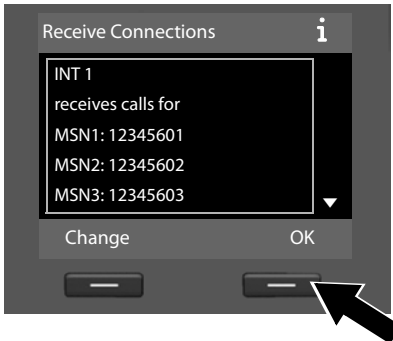 Receive Connections i
INT 1
receives calls for
MSN1: 12345601
MSN2: 12345602
MSN3: 12345603
Change OK